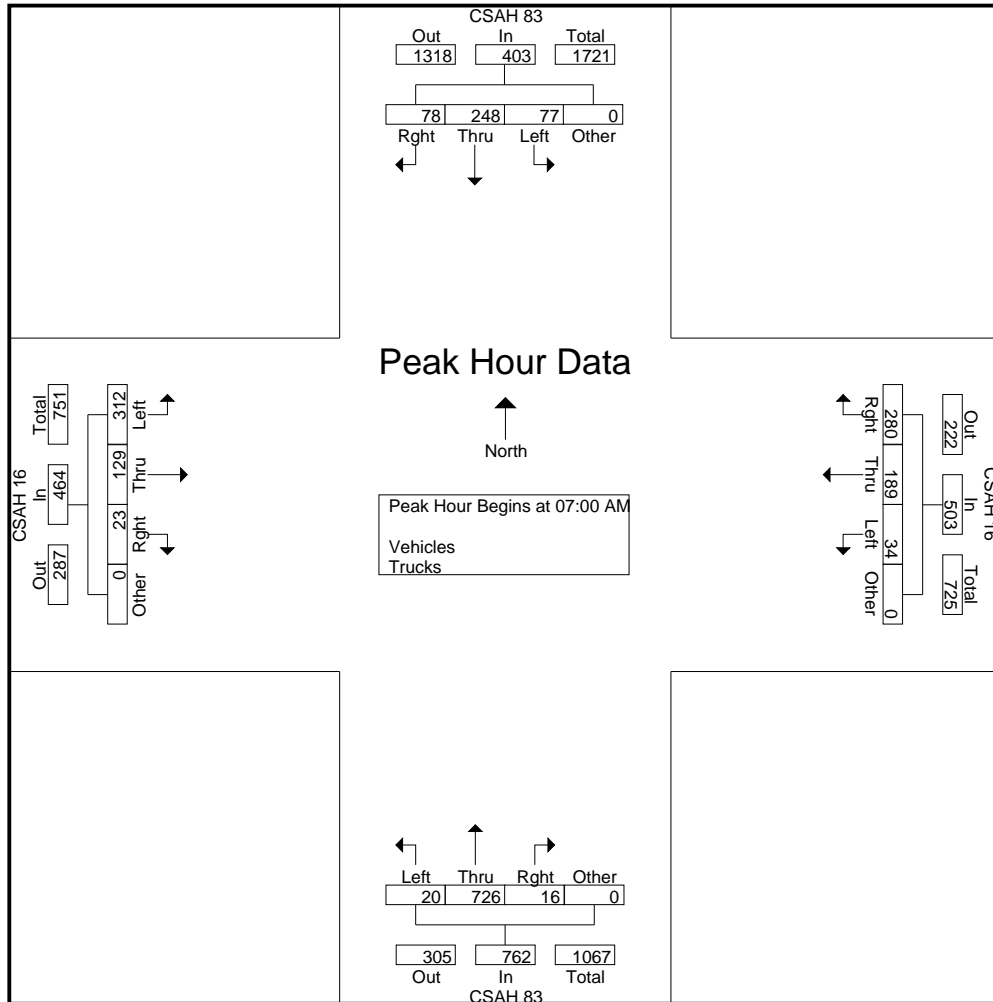 CSAH 83
Out In Total
1318 403 1721
78 248 77 0
Rght Thru Left Other
Peak Hour Data
North
Peak Hour Begins at 07:00 AM
Vehicles
Trucks
CSAH 16
Total In Out
751 464 287
312 129 23 0
Left Thru Rght Other
CSAH 16
Out In Total
222 503 725
280 189 34 0
Rght Thru Left Other
Left Thru Rght Other
20 726 16 0
305 762 1067
Out In Total
CSAH 83